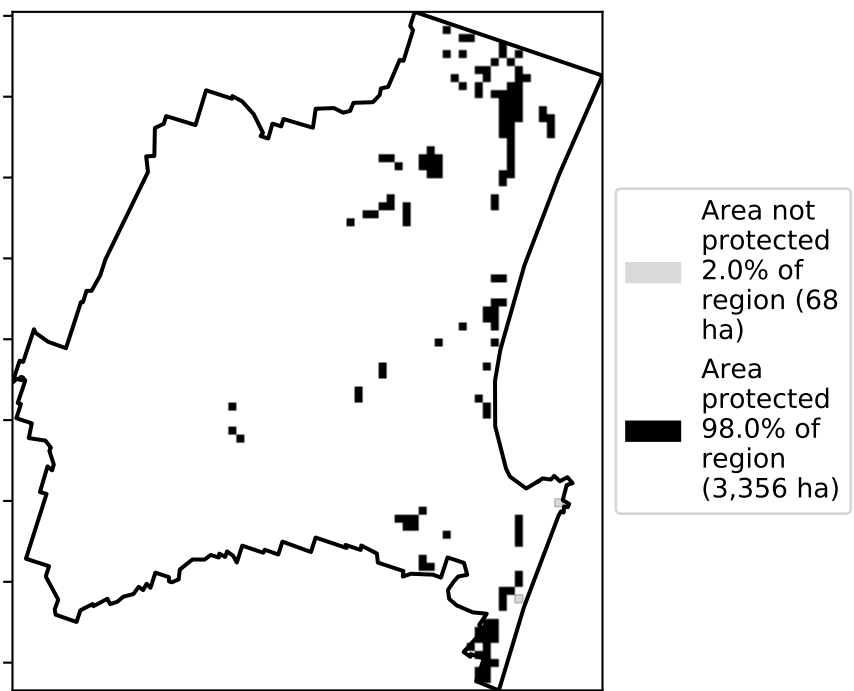 Area not
protected
2.0% of
region (68
ha)
Area
protected
98.0% of
region
(3,356 ha)